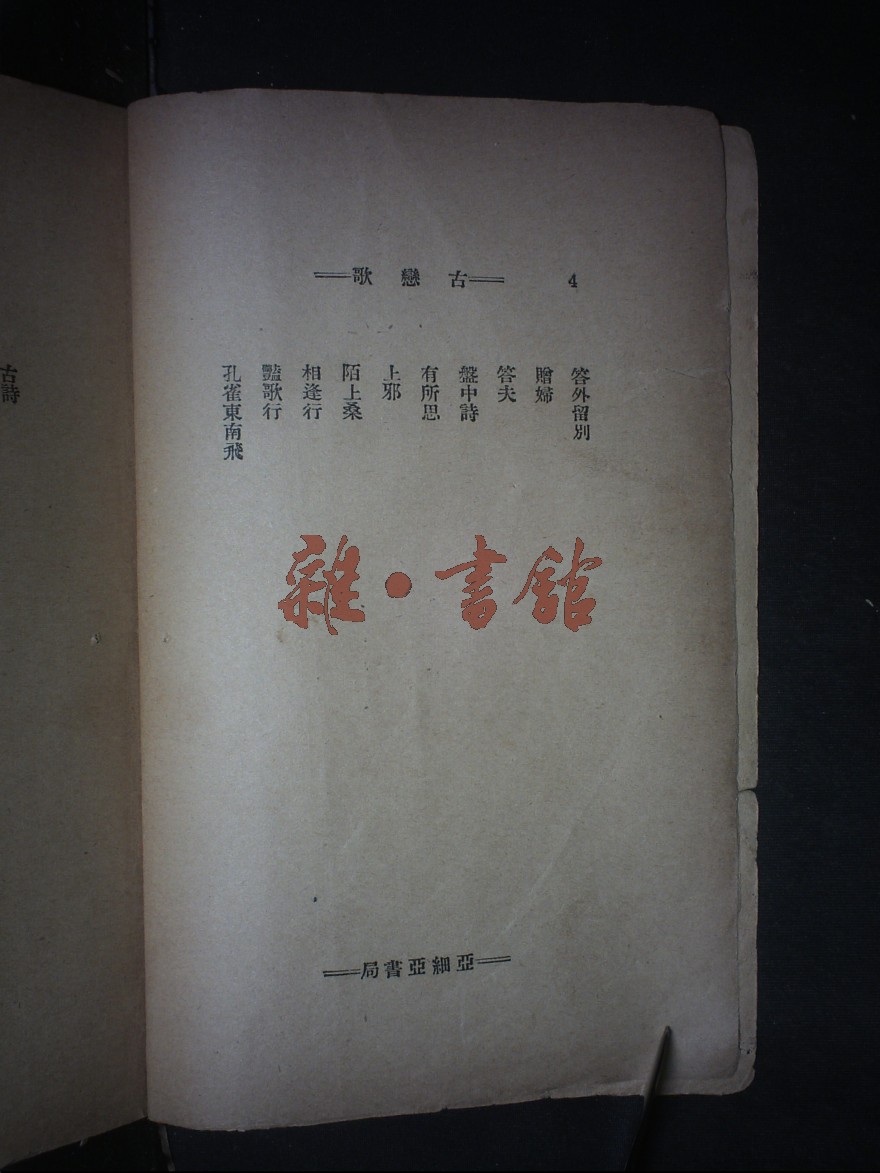 4 古戀歌
答外留別
贈婦
答夫
盤中詩
有所思
上邪
陌上桑
相逢行
豔歌行
孔雀東南飛
亞細亞書局
古詩
雜·書館